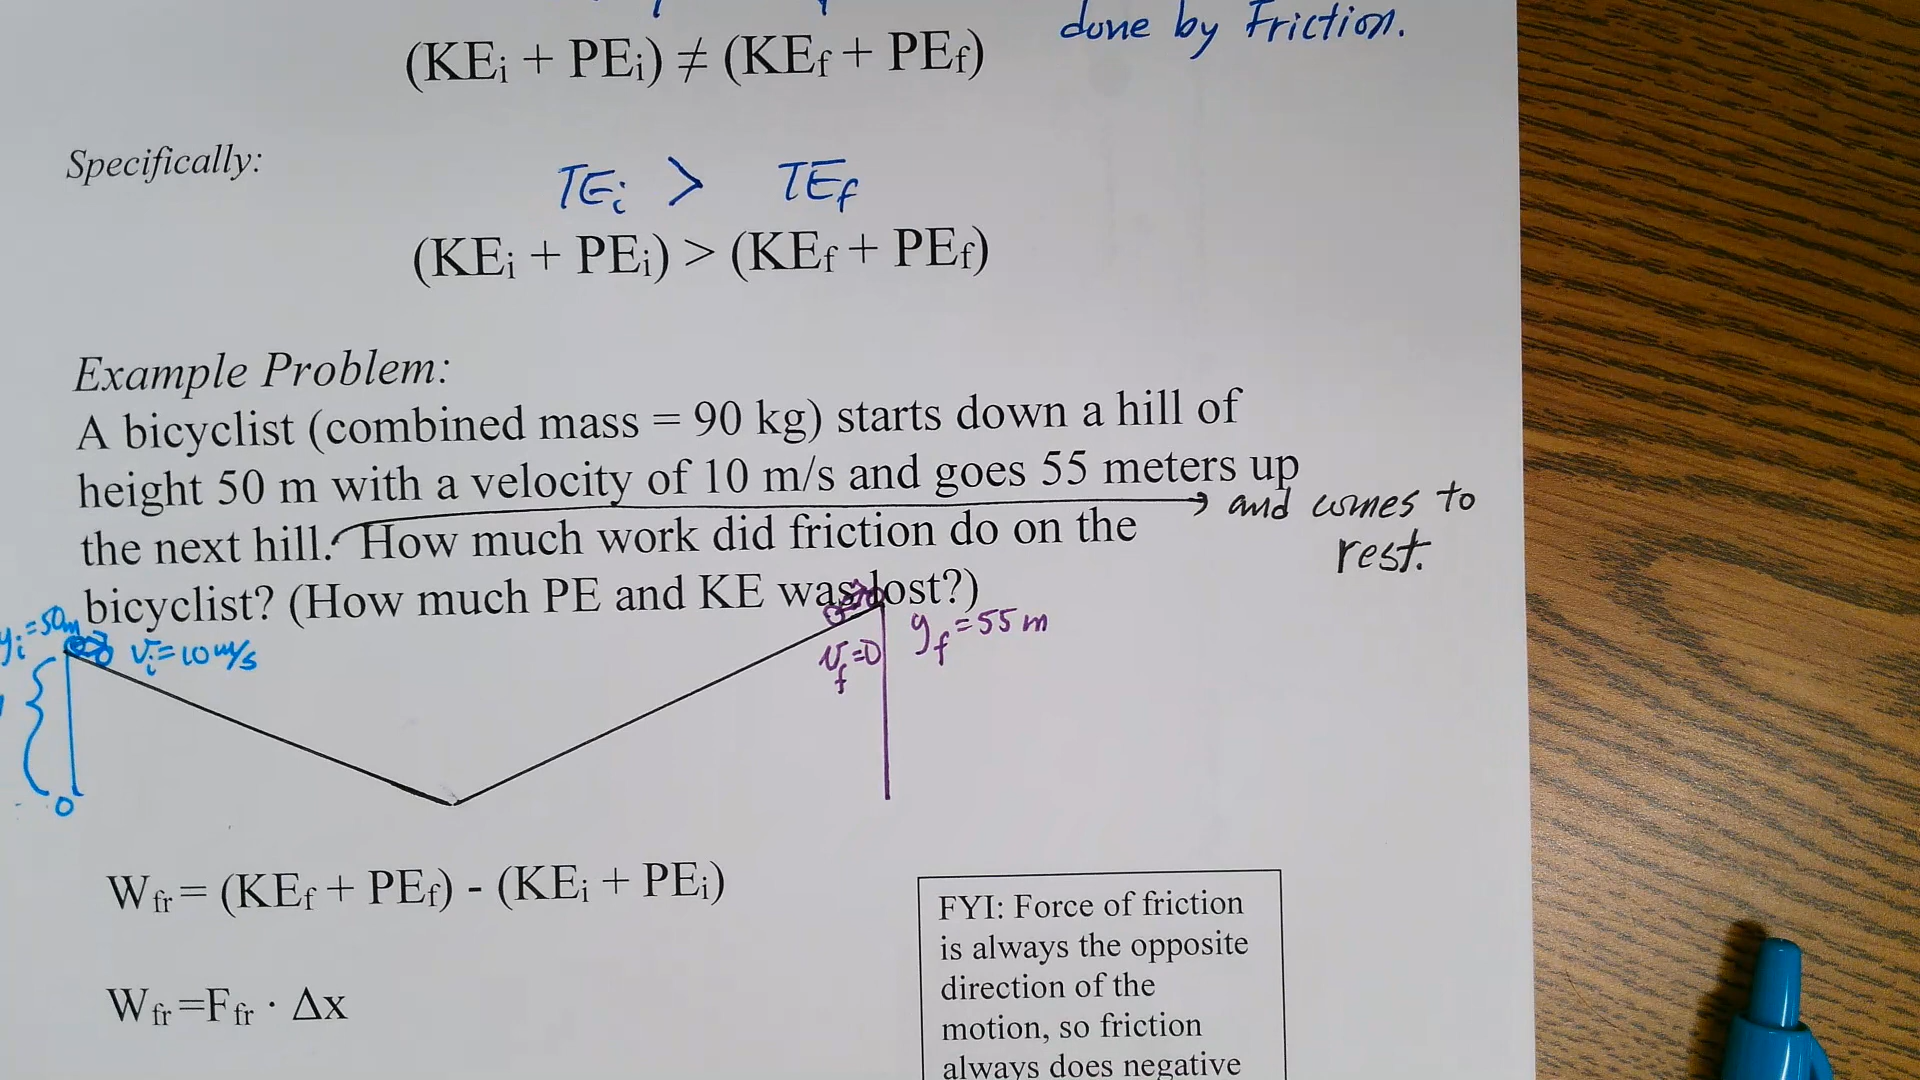 done by Friction.
(KEi + PEi) ≠ (KEf + PEf)
Specifically:
TEi > TEf
(KEi + PEi) > (KEf + PEf)
Example Problem:
A bicyclist (combined mass = 90 kg) starts down a hill of
height 50 m with a velocity of 10 m/s and goes 55 meters up
and comes to
the next hill. How much work did friction do on the
rest.
bicyclist? (How much PE and KE was lost?)
yi = 50m
vi = 10 m/s
vf = 0
yf = 55 m
0
Wfr = (KEf + PEf) - (KEi + PEi)
Wfr =Ffr · Δx
FYI: Force of friction
is always the opposite
direction of the
motion, so friction
always does negative